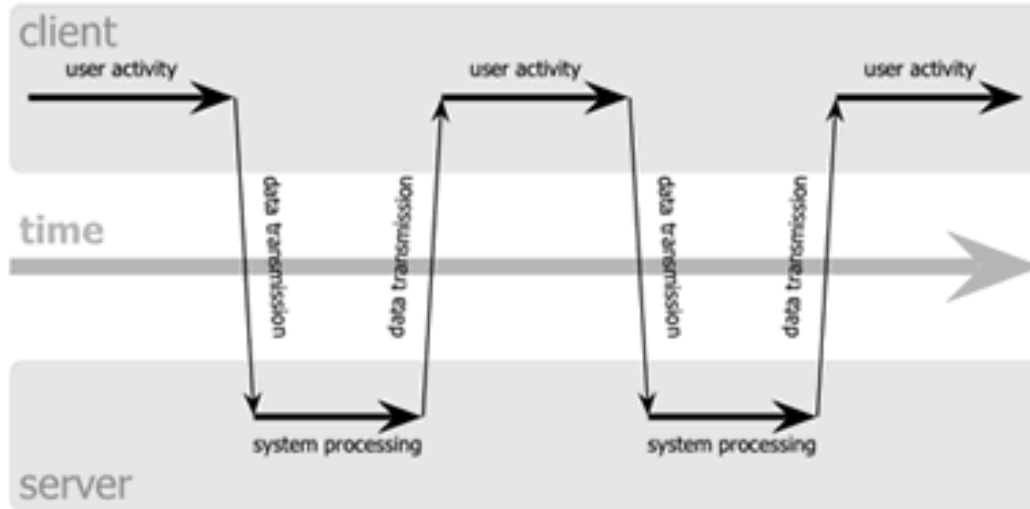 client
user activity
user activity
user activity
data transmission
data transmission
data transmission
data transmission
time
system processing
system processing
server